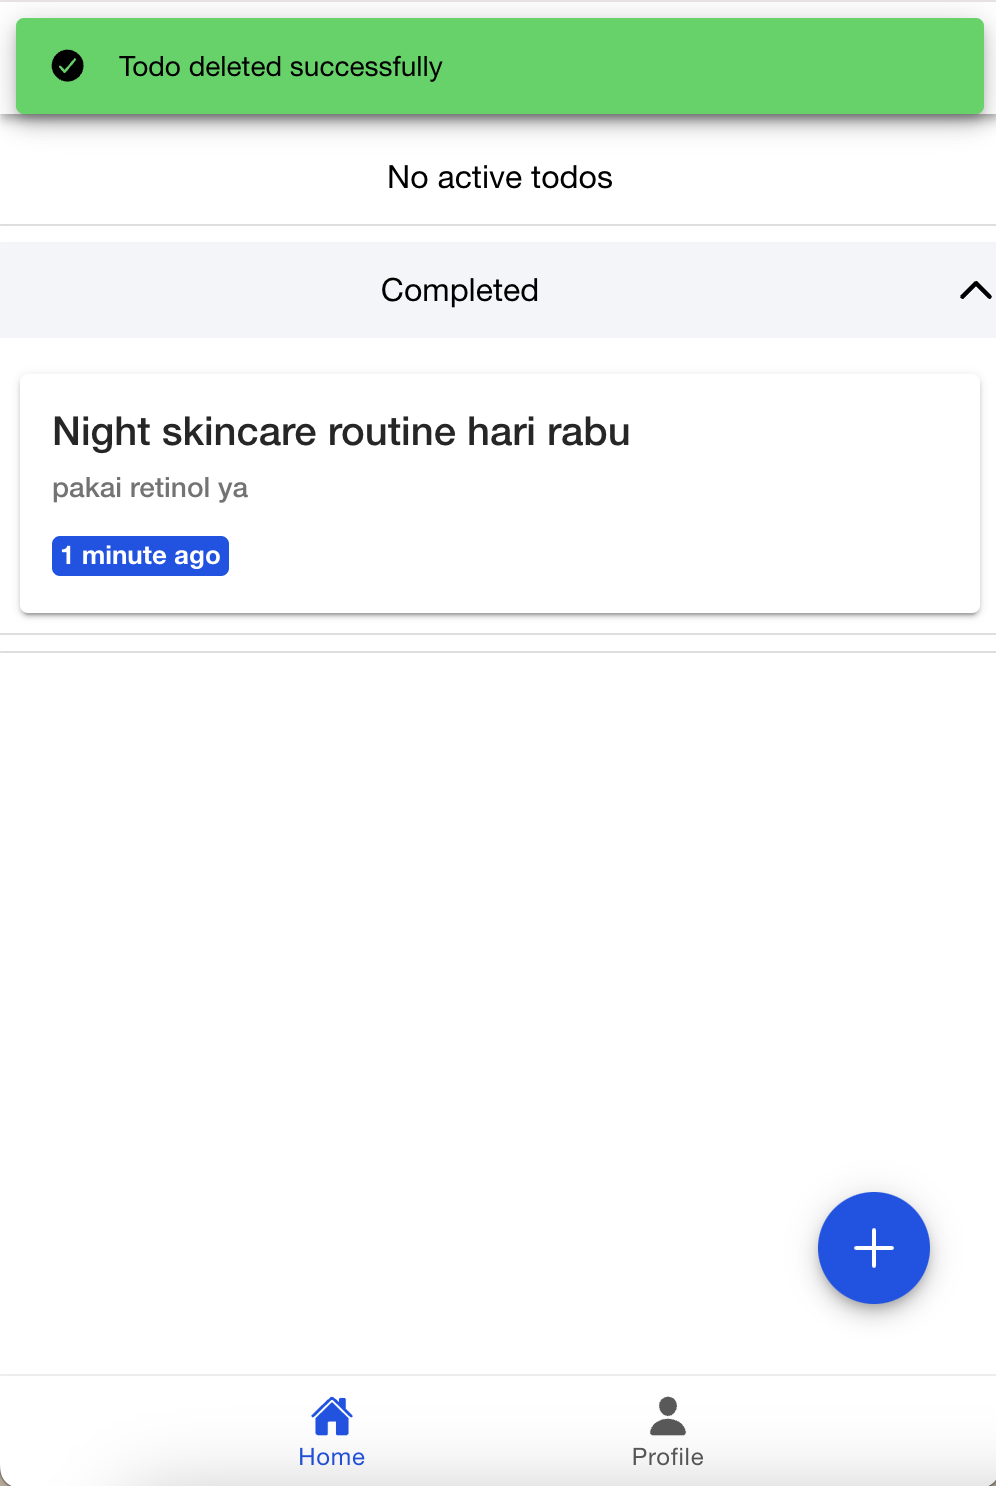 Todo deleted successfully
No active todos
Completed
Night skincare routine hari rabu
pakai retinol ya
1 minute ago
Home
Profile